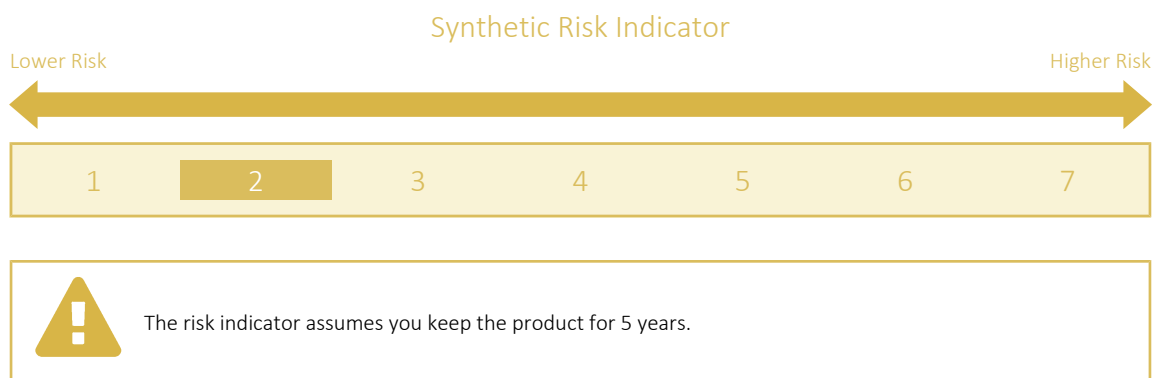 Synthetic Risk Indicator
Lower Risk Higher Risk
1 2 3 4 5 6 7
The risk indicator assumes you keep the product for 5 years.